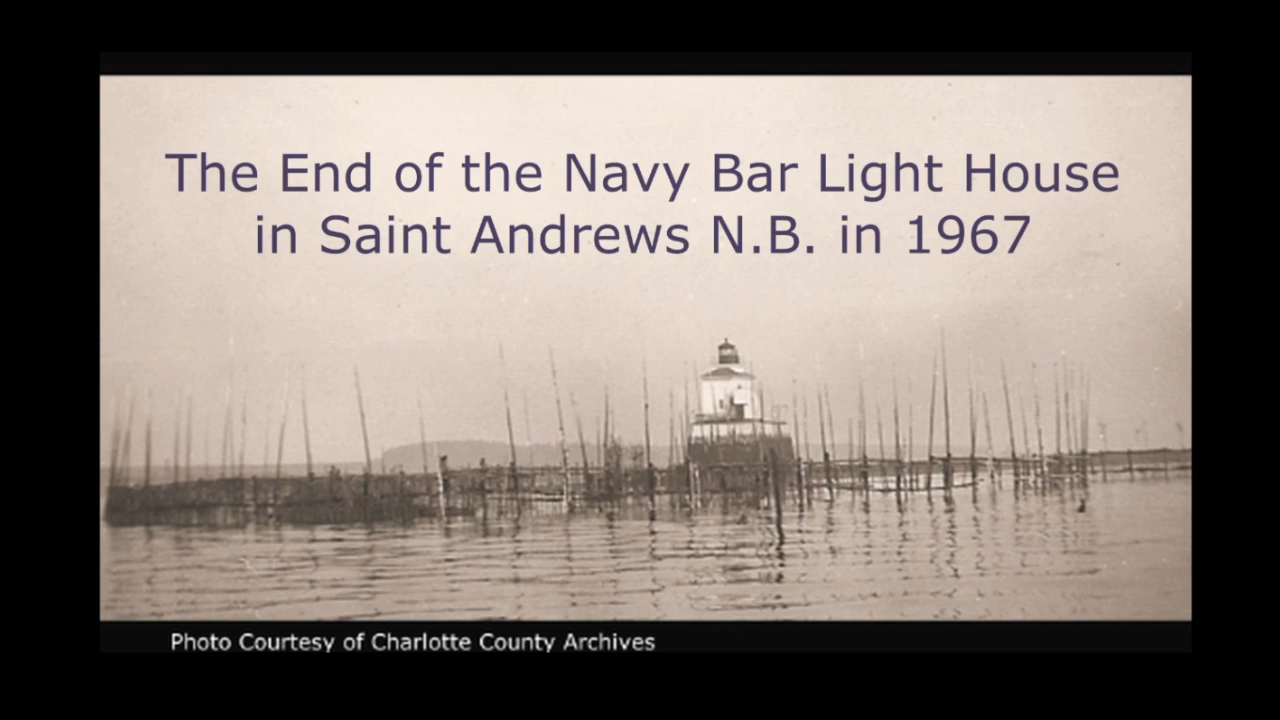 The End of the Navy Bar Light House
in Saint Andrews N.B. in 1967
Photo Courtesy of Charlotte County Archives